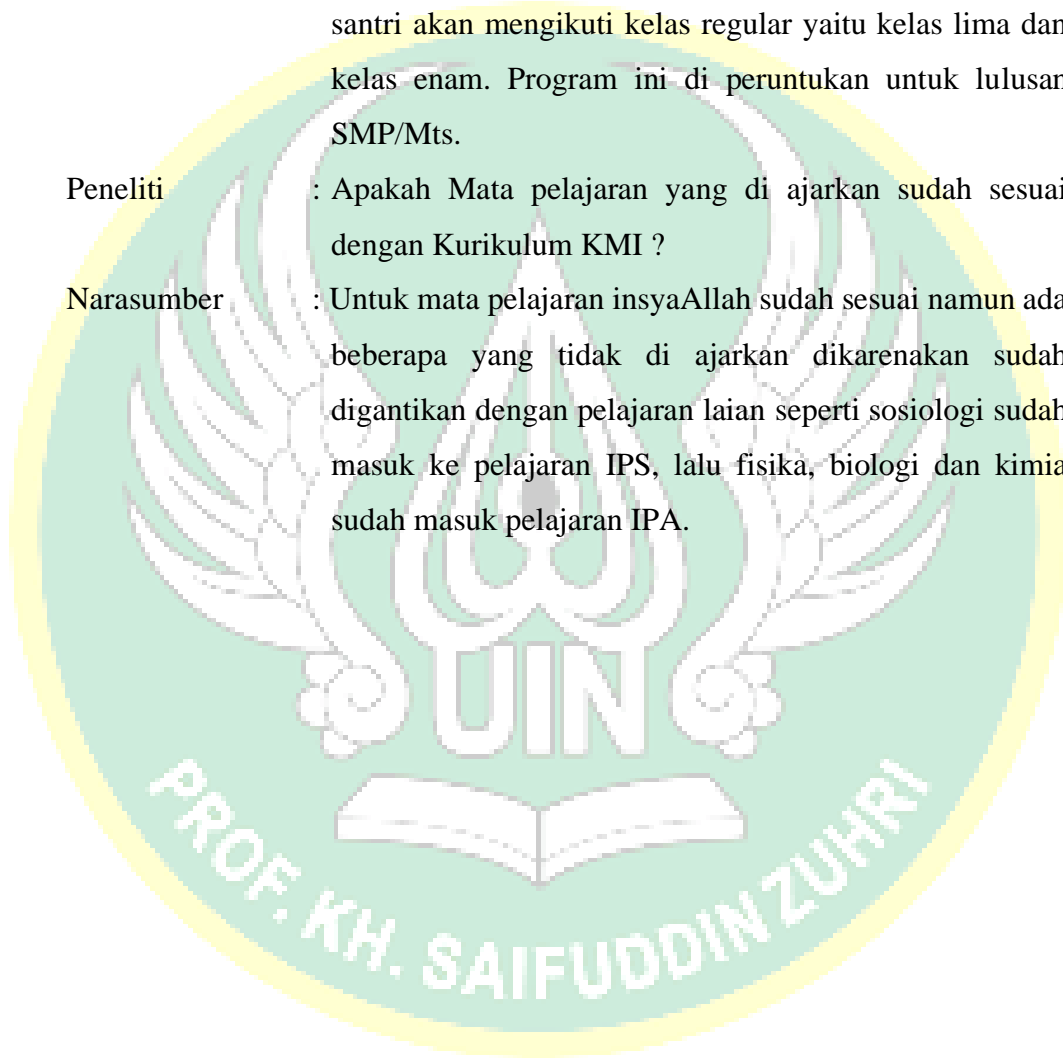 santri akan mengikuti kelas regular yaitu kelas lima dan
kelas enam. Program ini di peruntukan untuk lulusan
SMP/Mts.
Peneliti : Apakah Mata pelajaran yang di ajarkan sudah sesuai
dengan Kurikulum KMI ?
Narasumber : Untuk mata pelajaran insyaAllah sudah sesuai namun ada
beberapa yang tidak di ajarkan dikarenakan sudah
digantikan dengan pelajaran laian seperti sosiologi sudah
masuk ke pelajaran IPS, lalu fisika, biologi dan kimia
sudah masuk pelajaran IPA.
UIN
PROF. KH. SAIFUDDIN ZUHRI